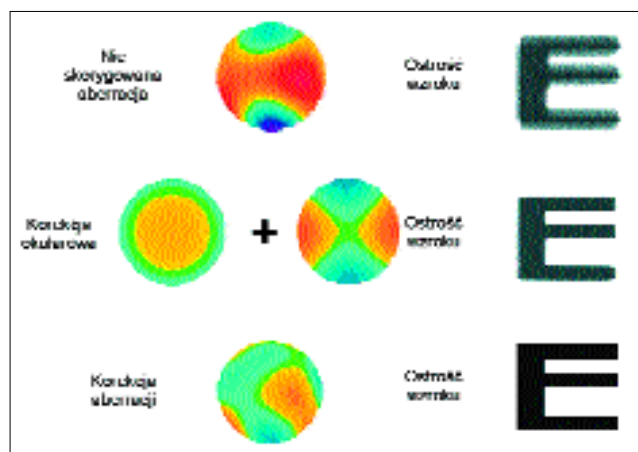 Nie
skorygowana
aberracja
Ostrość
wzroku
E
Korekcja
okularowa
+
Ostrość
wzroku
E
Korekcja
aberracji
Ostrość
wzroku
E